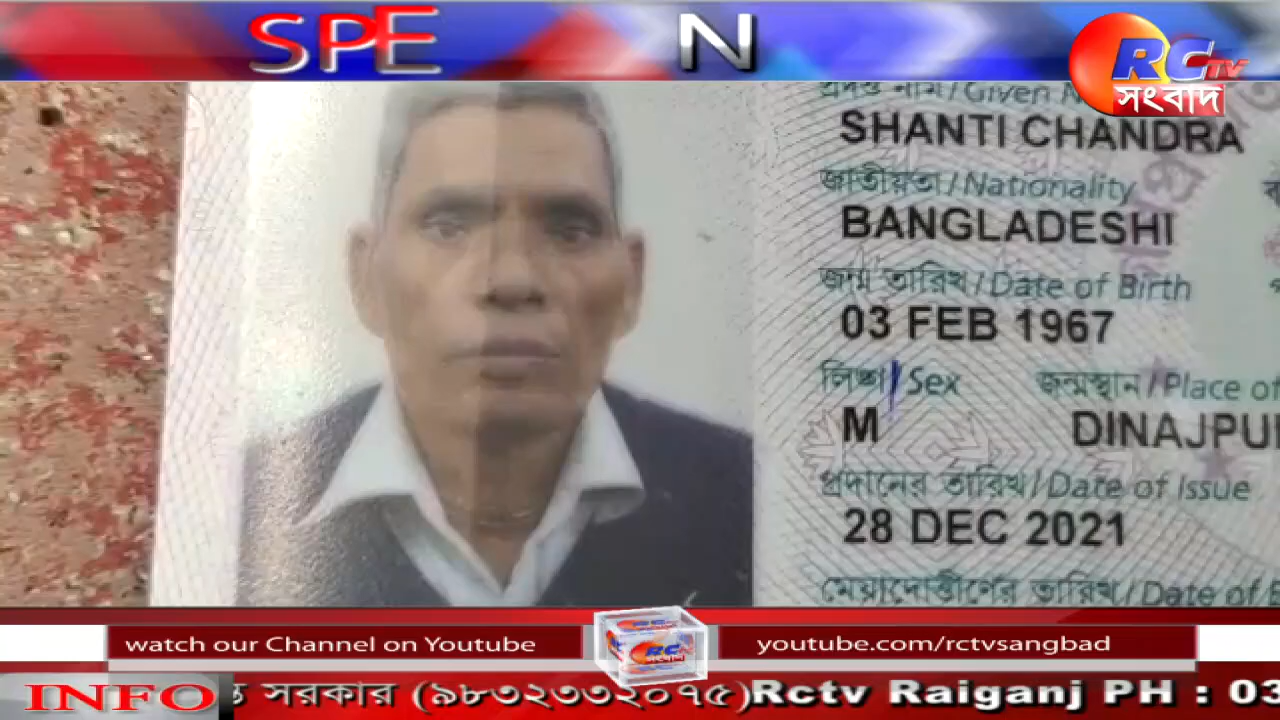 SPE N
RC TV
সংবাদ
প্রদত্ত নাম/Given
SHANTI CHANDRA
জাতীয়তা/Nationality
BANGLADESHI
জন্ম তারিখ/Date of Birth
03 FEB 1967
লিঙ্গ/Sex জন্মস্থান/Place of
M DINAJPU
প্রদানের তারিখ/Date of Issue
28 DEC 2021
মেয়াদোত্তীর্ণের তারিখ/Date of
watch our Channel on Youtube
RC
সংবাদ
youtube.com/rctvsangbad
INFO সরকার (৯৮৩২৩৩২০৭৫)Rctv Raiganj PH : 03